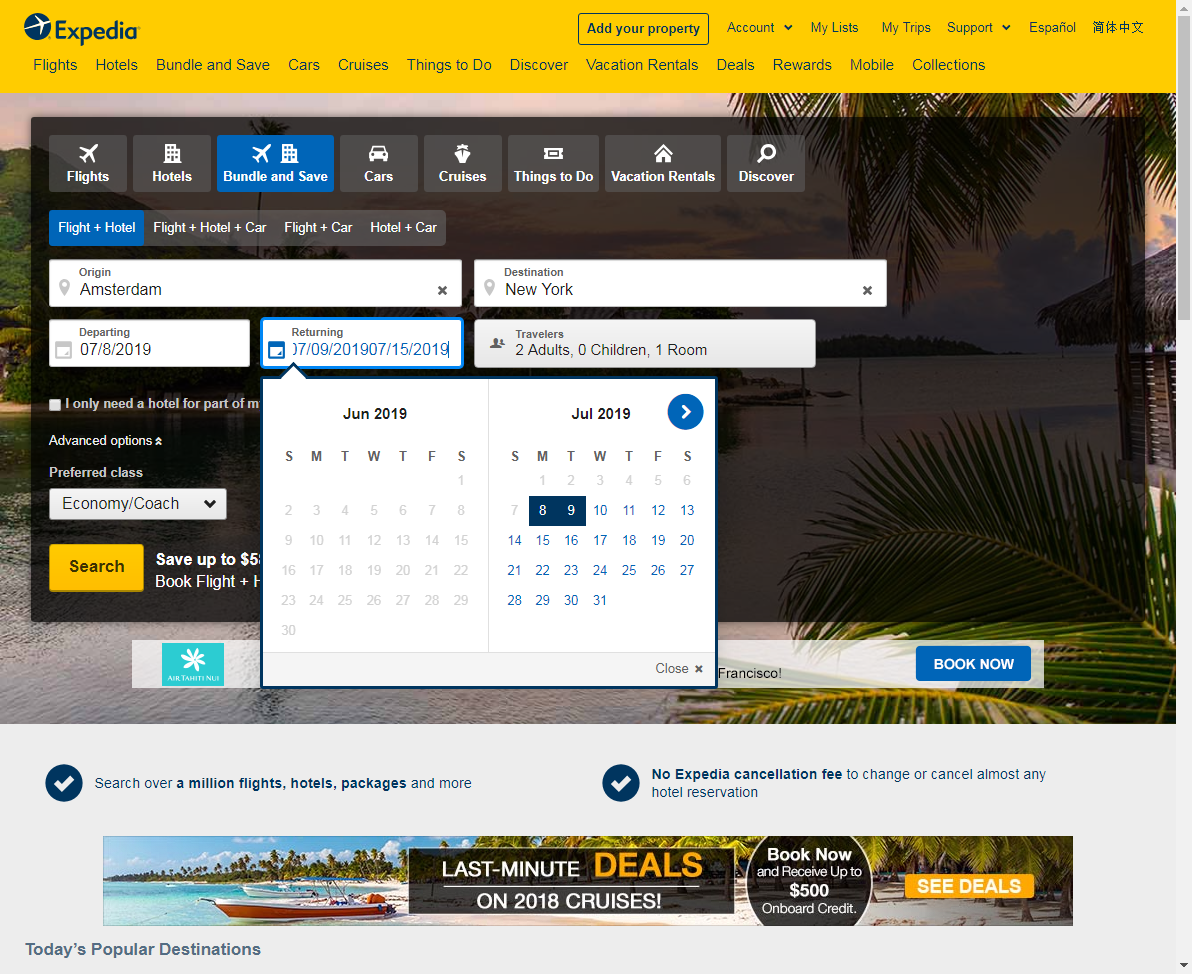 Expedia
Add your property
Account
My Lists
My Trips
Support
Español
简体中文
Flights Hotels Bundle and Save Cars Cruises Things to Do Discover Vacation Rentals Deals Rewards Mobile Collections
Flights Hotels Bundle and Save Cars Cruises Things to Do Vacation Rentals Discover
Flight + Hotel Flight + Hotel + Car Flight + Car Hotel + Car
Origin
Amsterdam
Destination
New York
Departing
07/8/2019
Returning
07/09/201907/15/2019
Travelers
2 Adults, 0 Children, 1 Room
I only need a hotel for part of m
Advanced options
Preferred class
Economy/Coach
Search
Save up to $5
Book Flight + H
Jun 2019
S M T W T F S
1
2 3 4 5 6 7 8
9 10 11 12 13 14 15
16 17 18 19 20 21 22
23 24 25 26 27 28 29
30
Jul 2019
S M T W T F S
1 2 3 4 5 6
7 8 9 10 11 12 13
14 15 16 17 18 19 20
21 22 23 24 25 26 27
28 29 30 31
Close
AIR TAHITI NUI
Francisco!
BOOK NOW
Search over a million flights, hotels, packages and more
No Expedia cancellation fee to change or cancel almost any
hotel reservation
LAST-MINUTE DEALS
ON 2018 CRUISES!
Book Now
and Receive Up to
$500
Onboard Credit.
SEE DEALS
Today's Popular Destinations